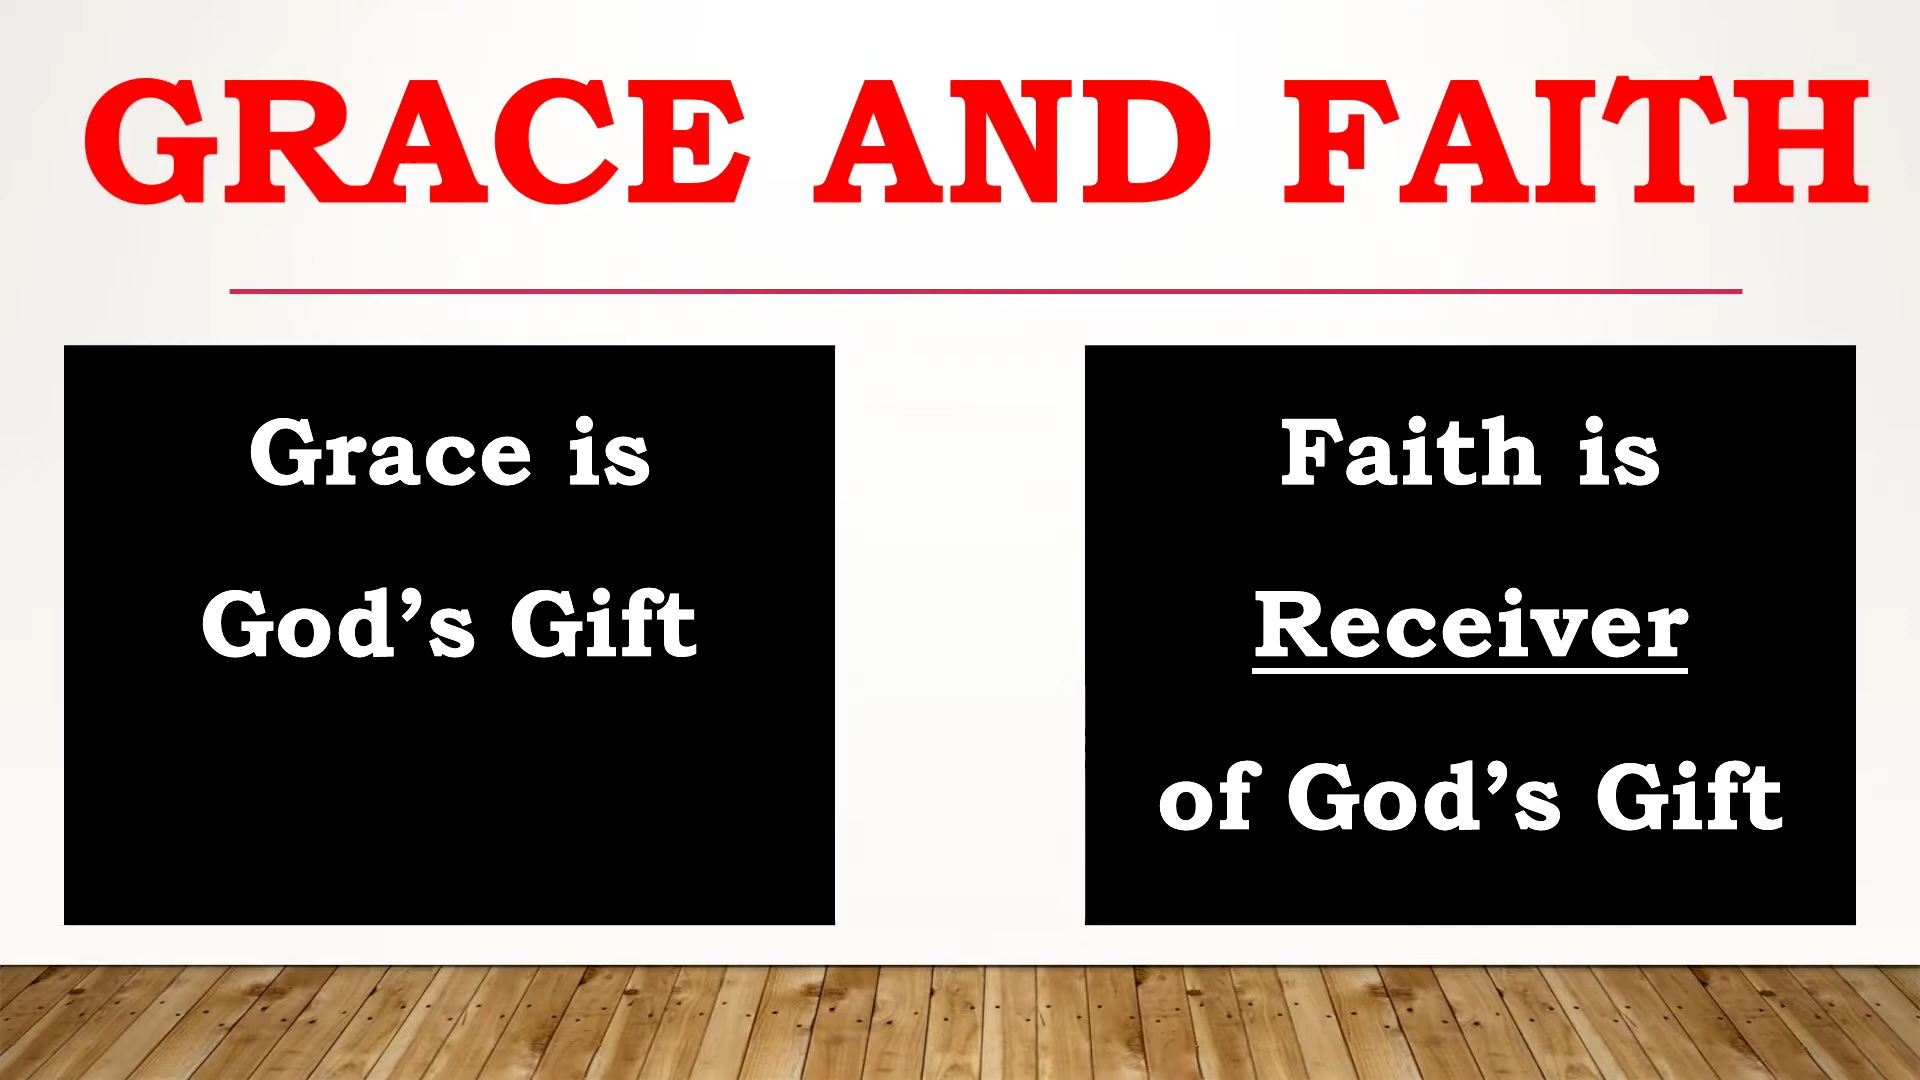 GRACE AND FAITH
Grace is
God’s Gift
Faith is
Receiver
of God’s Gift